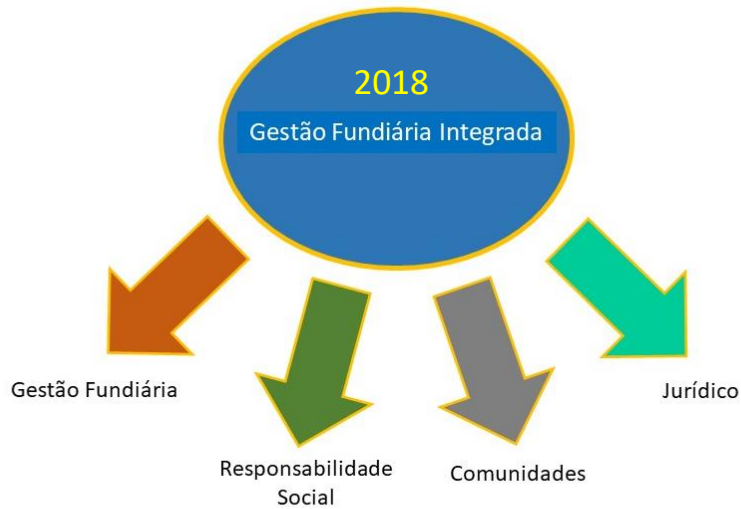 2018
Gestão Fundiária Integrada
Gestão Fundiária
Jurídico
Responsabilidade
Social
Comunidades